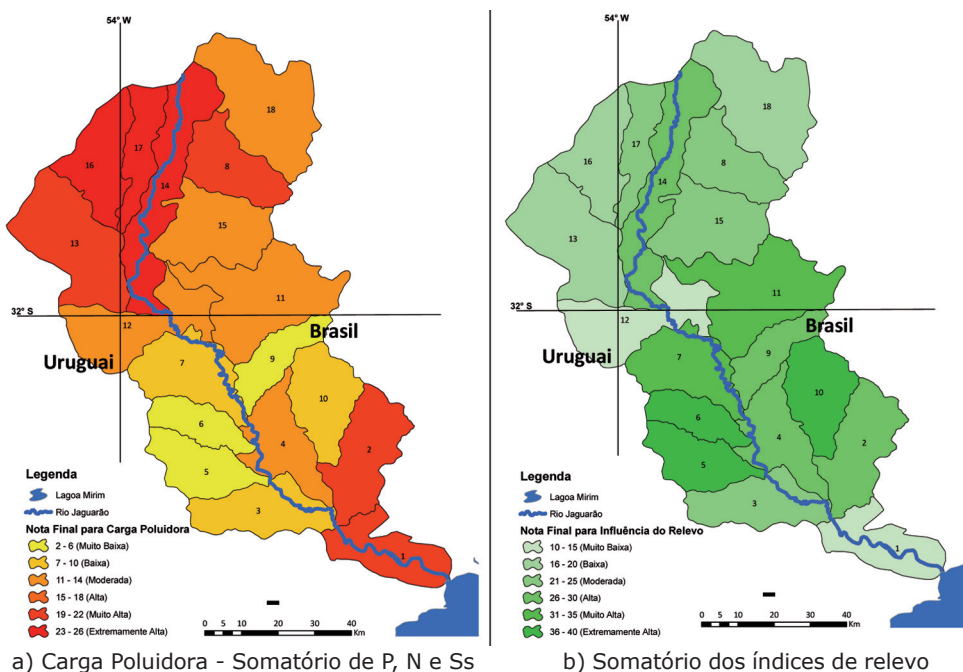 54° W
18
17
16
8
14
15
13
11
32° S
12
Brasil
Uruguai
7
9
10
6
4
2
5
3
1
Legenda
Lagoa Mirim
Rio Jaguarão
Nota Final para Carga Poluidora
2 - 6 (Muito Baixa)
7 - 10 (Baixa)
11 - 14 (Moderada)
15 - 18 (Alta)
19 - 22 (Muito Alta)
23 - 26 (Extremamente Alta)
0 5 10 20 30 40
Km
a) Carga Poluidora - Somatório de P, N e Ss
54° W
18
17
16
8
14
15
13
11
32° S
12
Brasil
Uruguai
7
9
10
6
4
2
5
3
1
Legenda
Lagoa Mirim
Rio Jaguarão
Nota Final para Influência do Relevo
10 - 15 (Muito Baixa)
16 - 20 (Baixa)
21 - 25 (Moderada)
26 - 30 (Alta)
31 - 35 (Muito Alta)
36 - 40 (Extremamente Alta)
0 5 10 20 30 40
Km
b) Somatório dos índices de relevo